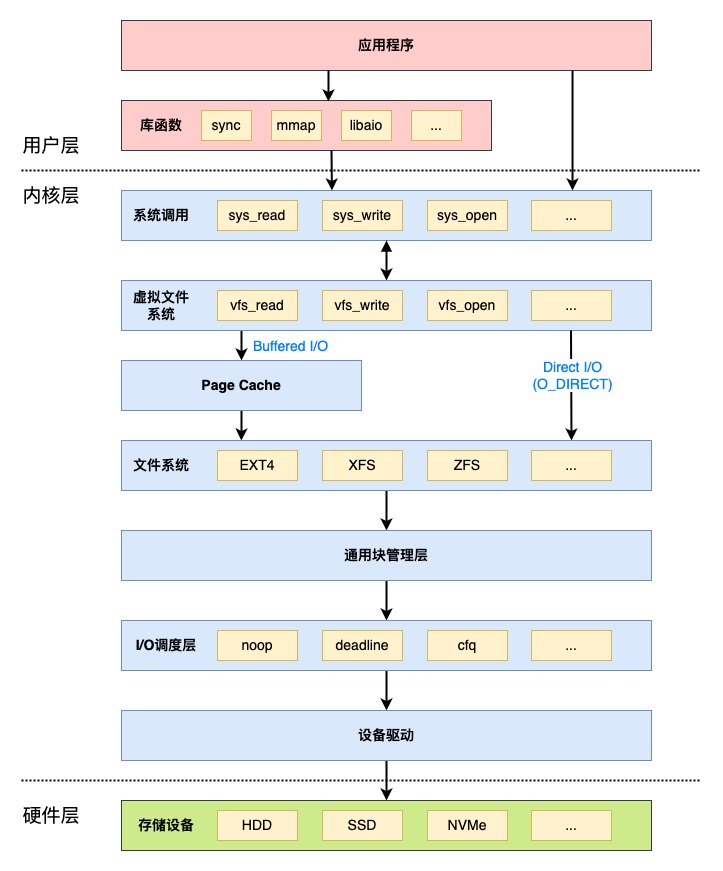 应用程序
库函数 sync mmap libaio ...
用户层
内核层
系统调用 sys_read sys_write sys_open ...
虚拟文件
系统
vfs_read vfs_write vfs_open ...
Buffered I/O
Direct I/O
(O_DIRECT)
Page Cache
文件系统 EXT4 XFS ZFS ...
通用块管理层
I/O调度层 noop deadline cfq ...
设备驱动
硬件层
存储设备 HDD SSD NVMe ...